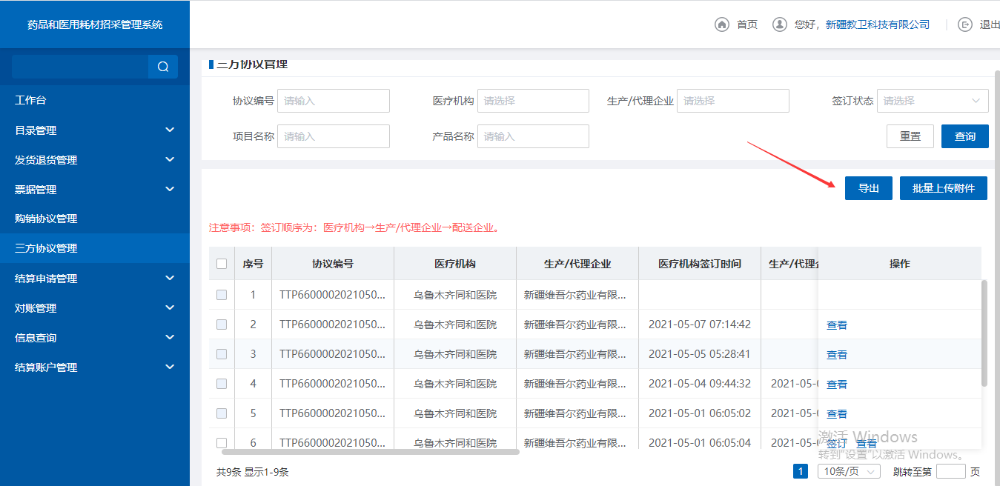 药品和医用耗材招采管理系统
首页 您好，新疆教卫科技有限公司 退出
工作台
目录管理
发货退货管理
票据管理
购销协议管理
三方协议管理
结算申请管理
对账管理
信息查询
结算账户管理
三方协议管理
协议编号 请输入 医疗机构 请选择 生产/代理企业 请选择 签订状态 请选择
项目名称 请输入 产品名称 请输入 重置 查询
导出 批量上传附件
注意事项：签订顺序为：医疗机构→生产/代理企业→配送企业。
序号 协议编号 医疗机构 生产/代理企业 医疗机构签订时间 生产/代理企 操作
1 TTP6600002021050... 乌鲁木齐同和医院 新疆维吾尔药业有限...
2 TTP6600002021050... 乌鲁木齐同和医院 新疆维吾尔药业有限... 2021-05-07 07:14:42 查看
3 TTP6600002021050... 乌鲁木齐同和医院 新疆维吾尔药业有限... 2021-05-05 05:28:41 查看
4 TTP6600002021050... 乌鲁木齐同和医院 新疆维吾尔药业有限... 2021-05-04 09:44:32 2021-05-0 查看
5 TTP6600002021050... 乌鲁木齐同和医院 新疆维吾尔药业有限... 2021-05-01 06:05:02 2021-05-0 查看
6 TTP6600002021050... 乌鲁木齐同和医院 新疆维吾尔药业有限... 2021-05-01 06:05:04 2021-05-0 签订 查看
激活 Windows
转到"设置"以激活 Windows。
共9条 显示1-9条 1 10条/页 跳转至第 页